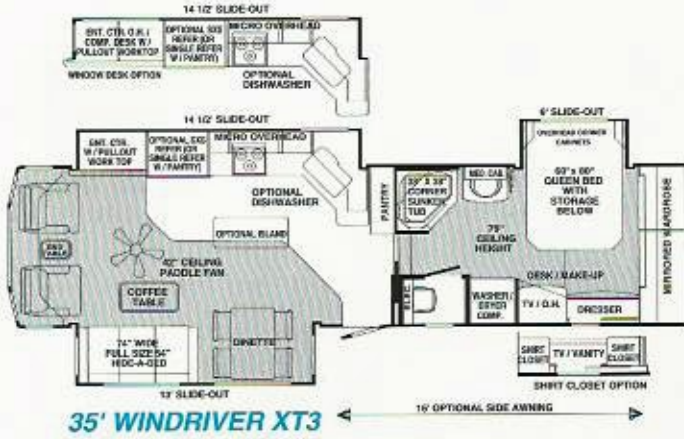 14 1/2' SLIDE-OUT
ENT. CTR. O.H. /
COMP. DESK W /
PULLOUT WORKTOP
OPTIONAL SXS
REFER (OR
SINGLE REFER
W / PANTRY)
MICRO OVERHEAD
WINDOW DESK OPTION
OPTIONAL
DISHWASHER
14 1/2' SLIDE-OUT
ENT. CTR.
W / PULLOUT
WORK TOP
OPTIONAL SXS
REFER (OR
SINGLE REFER
W / PANTRY)
MICRO OVERHEAD
OPTIONAL
DISHWASHER
6' SLIDE-OUT
OVERHEAD CORNER
CABINETS
60" x 80"
QUEEN BED
WITH
STORAGE
BELOW
PANTRY
38" X 38"
CORNER
SUNKEN
TUB
MED. CAB.
MIRRORED WARDROBE
END
TABLE
42" CEILING
PADDLE FAN
OPTIONAL ISLAND
COFFEE
TABLE
79"
CEILING
HEIGHT
DESK / MAKE-UP
ELEC.
WASHER /
DRYER
COMP.
TV / O.H.
DRESSER
74" WIDE
FULL SIZE 54"
HIDE-A-BED
DINETTE
13' SLIDE-OUT
SHIRT
CLOSET
TV / VANITY
SHIRT
CLOSET
SHIRT CLOSET OPTION
35' WINDRIVER XT3
16' OPTIONAL SIDE AWNING